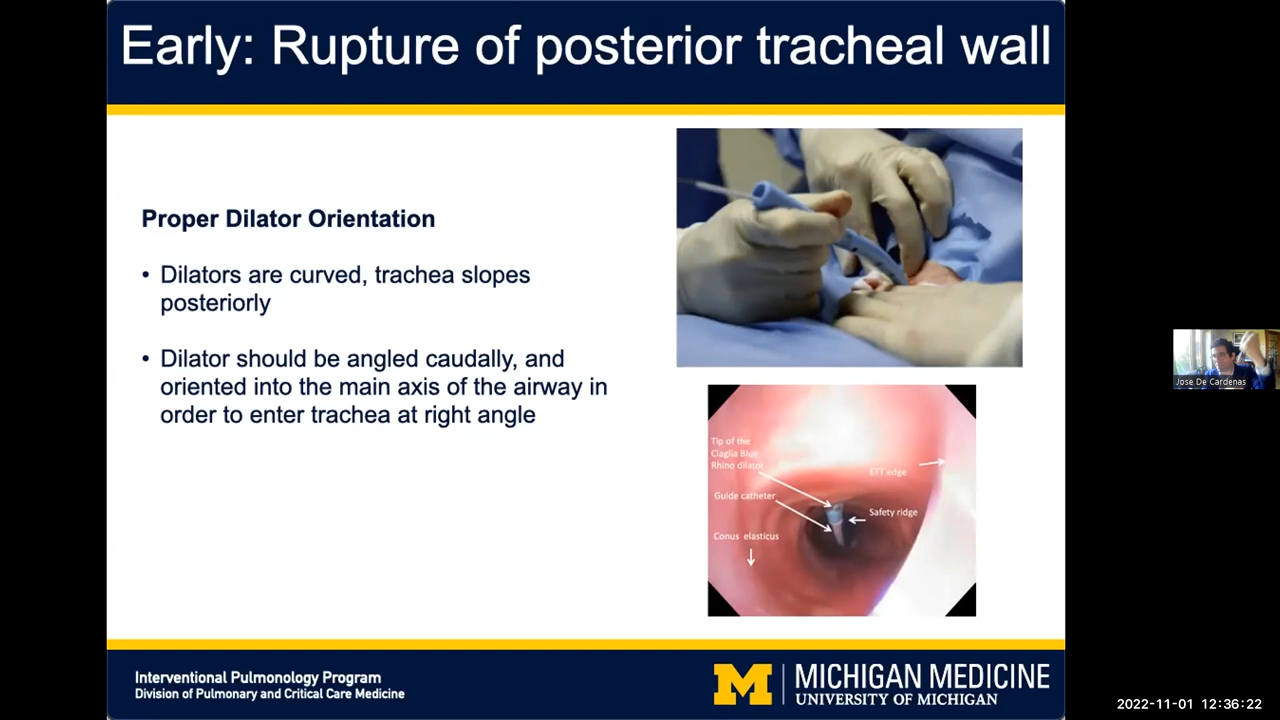 Early: Rupture of posterior tracheal wall
Proper Dilator Orientation
• Dilators are curved, trachea slopes
posteriorly
• Dilator should be angled caudally, and
oriented into the main axis of the airway in
order to enter trachea at right angle
Tip of the
Ciaglia Blue
Rhino dilator
ETT edge
Guide catheter
Safety ridge
Conus elasticus
Jose De Cardenas
Interventional Pulmonology Program
Division of Pulmonary and Critical Care Medicine
M
MICHIGAN MEDICINE
UNIVERSITY OF MICHIGAN
2022-11-01 12:36:22